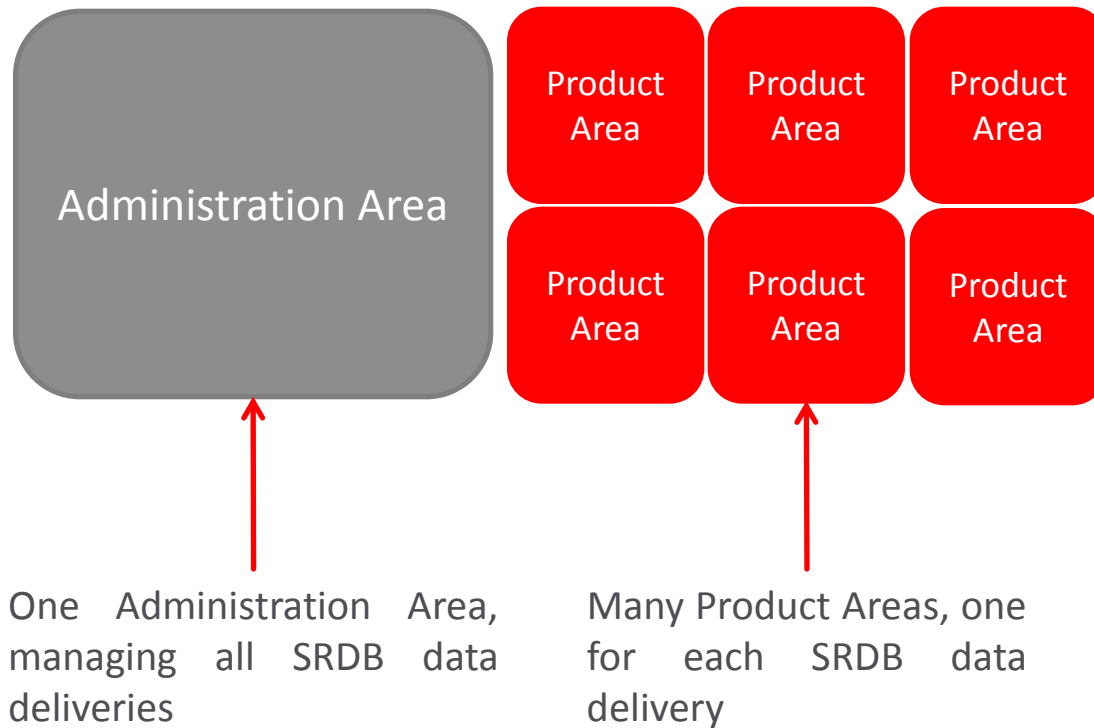 Administration Area
Product
Area
Product
Area
Product
Area
Product
Area
Product
Area
Product
Area
One Administration Area,
managing all SRDB data
deliveries
Many Product Areas, one
for each SRDB data
delivery